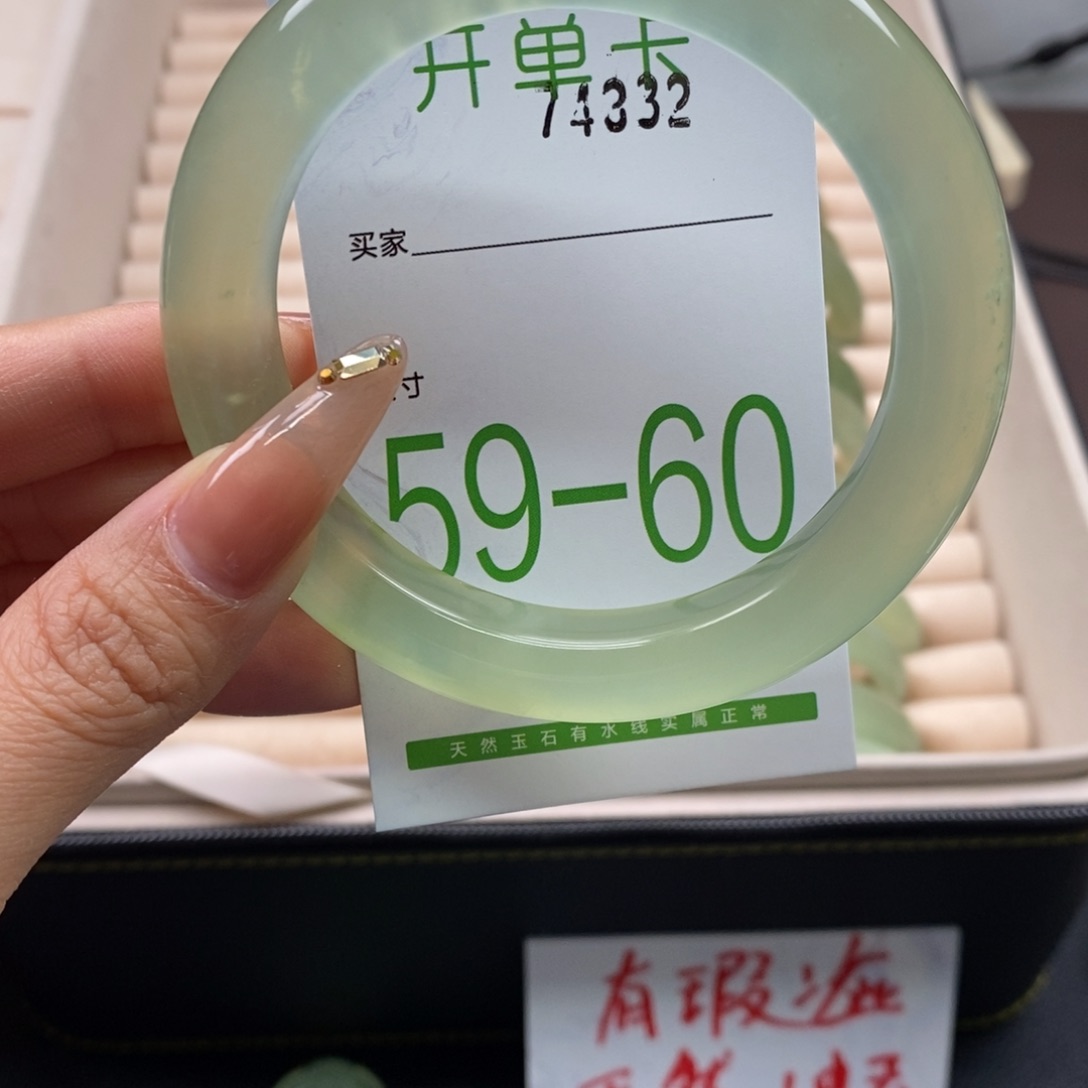 开单卡
74332
买家
寸
59-60
天然玉石有水线实属正常
有瑕疵